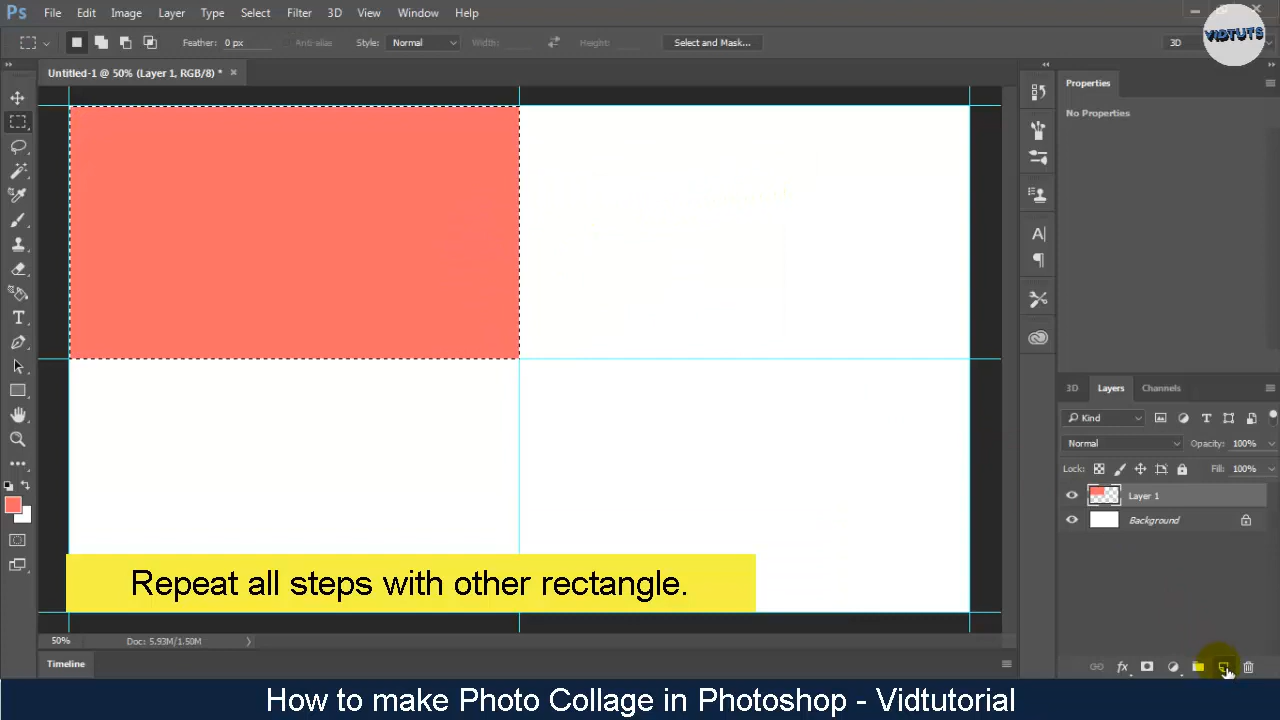 Ps File Edit Image Layer Type Select Filter 3D View Window Help
VIDTUTS
Feather: 0 px Anti-alias Style: Normal Width: Height: Select and Mask... 3D
Untitled-1 @ 50% (Layer 1, RGB/8) * ×
Properties
No Properties
3D Layers Channels
Kind
Normal Opacity: 100%
Lock: Fill: 100%
Layer 1
Background
Repeat all steps with other rectangle.
50% Doc: 5.93M/1.50M
Timeline
fx
How to make Photo Collage in Photoshop - Vidtutorial